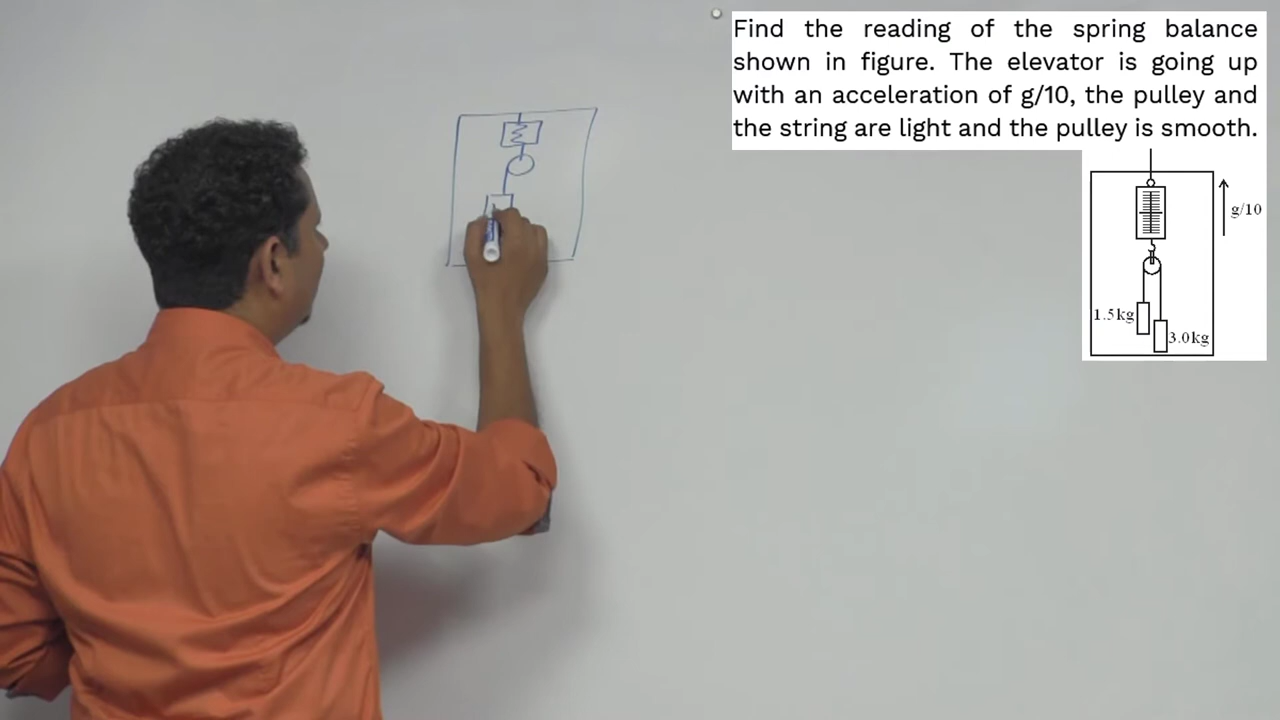 Find the reading of the spring balance
shown in figure. The elevator is going up
with an acceleration of g/10, the pulley and
the string are light and the pulley is smooth.
g/10
1.5kg
3.0kg